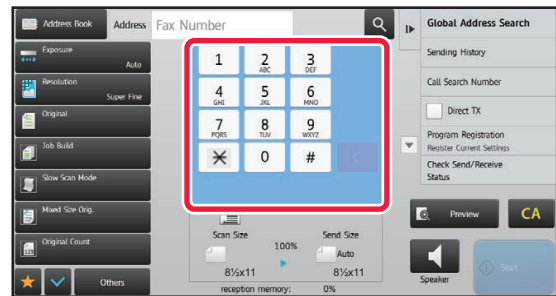 Address Book
Address
Fax Number
Exposure
Auto
Resolution
Super Fine
Original
Job Build
Slow Scan Mode
Mixed Size Orig.
Original Count
Others
1
2
ABC
3
DEF
4
GHI
5
JKL
6
MNO
7
PQRS
8
TUV
9
WXYZ
0
#
C
Scan Size
100%
Send Size
Auto
8½x11
8½x11
reception memory: 0%
Global Address Search
Sending History
Call Search Number
Direct TX
Program Registration
Register Current Settings
Check Send/Receive
Status
Preview
CA
Speaker
Start